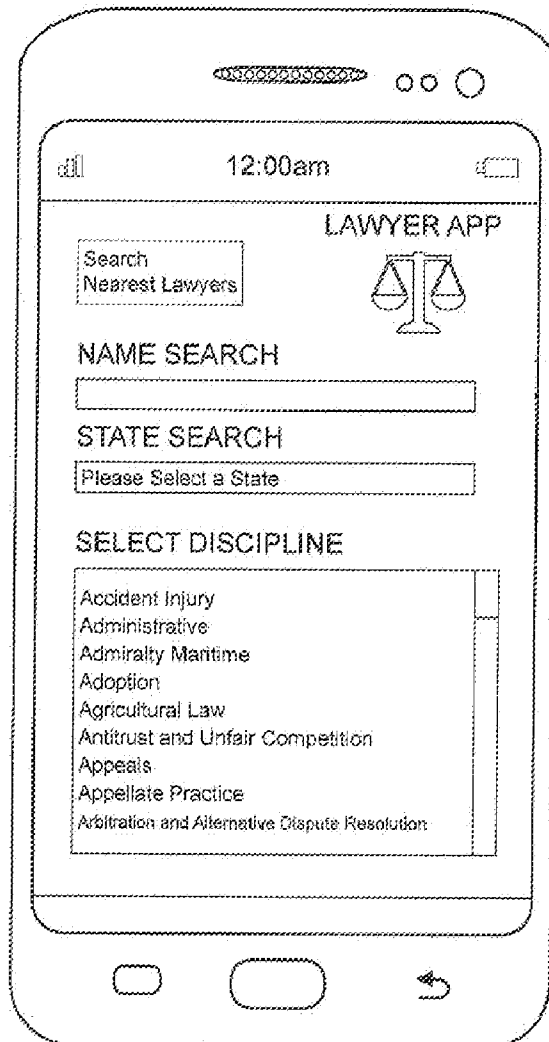 12:00am
LAWYER APP
Search
Nearest Lawyers
NAME SEARCH
STATE SEARCH
Please Select a State
SELECT DISCIPLINE
Accident Injury
Administrative
Admiralty Maritime
Adoption
Agricultural Law
Antitrust and Unfair Competition
Appeals
Appellate Practice
Arbitration and Alternative Dispute Resolution